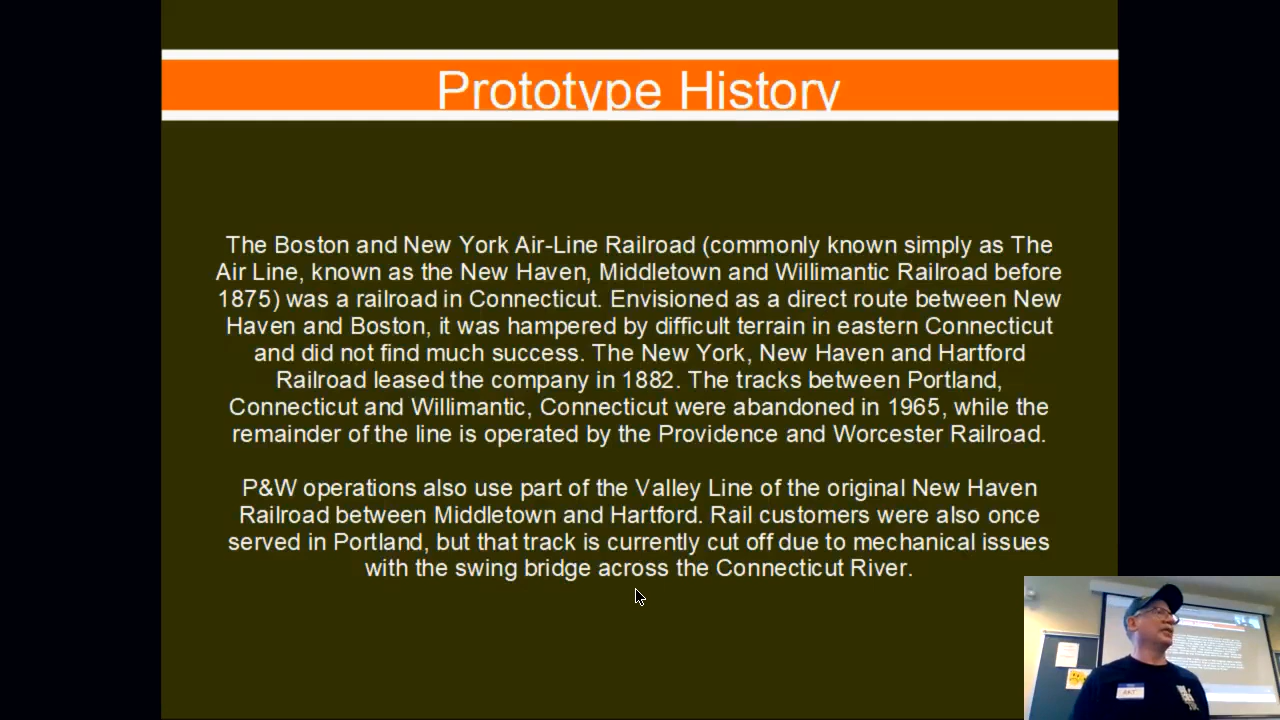 Prototype History
The Boston and New York Air-Line Railroad (commonly known simply as The
Air Line, known as the New Haven, Middletown and Willimantic Railroad before
1875) was a railroad in Connecticut. Envisioned as a direct route between New
Haven and Boston, it was hampered by difficult terrain in eastern Connecticut
and did not find much success. The New York, New Haven and Hartford
Railroad leased the company in 1882. The tracks between Portland,
Connecticut and Willimantic, Connecticut were abandoned in 1965, while the
remainder of the line is operated by the Providence and Worcester Railroad.
P&W operations also use part of the Valley Line of the original New Haven
Railroad between Middletown and Hartford. Rail customers were also once
served in Portland, but that track is currently cut off due to mechanical issues
with the swing bridge across the Connecticut River.
ART